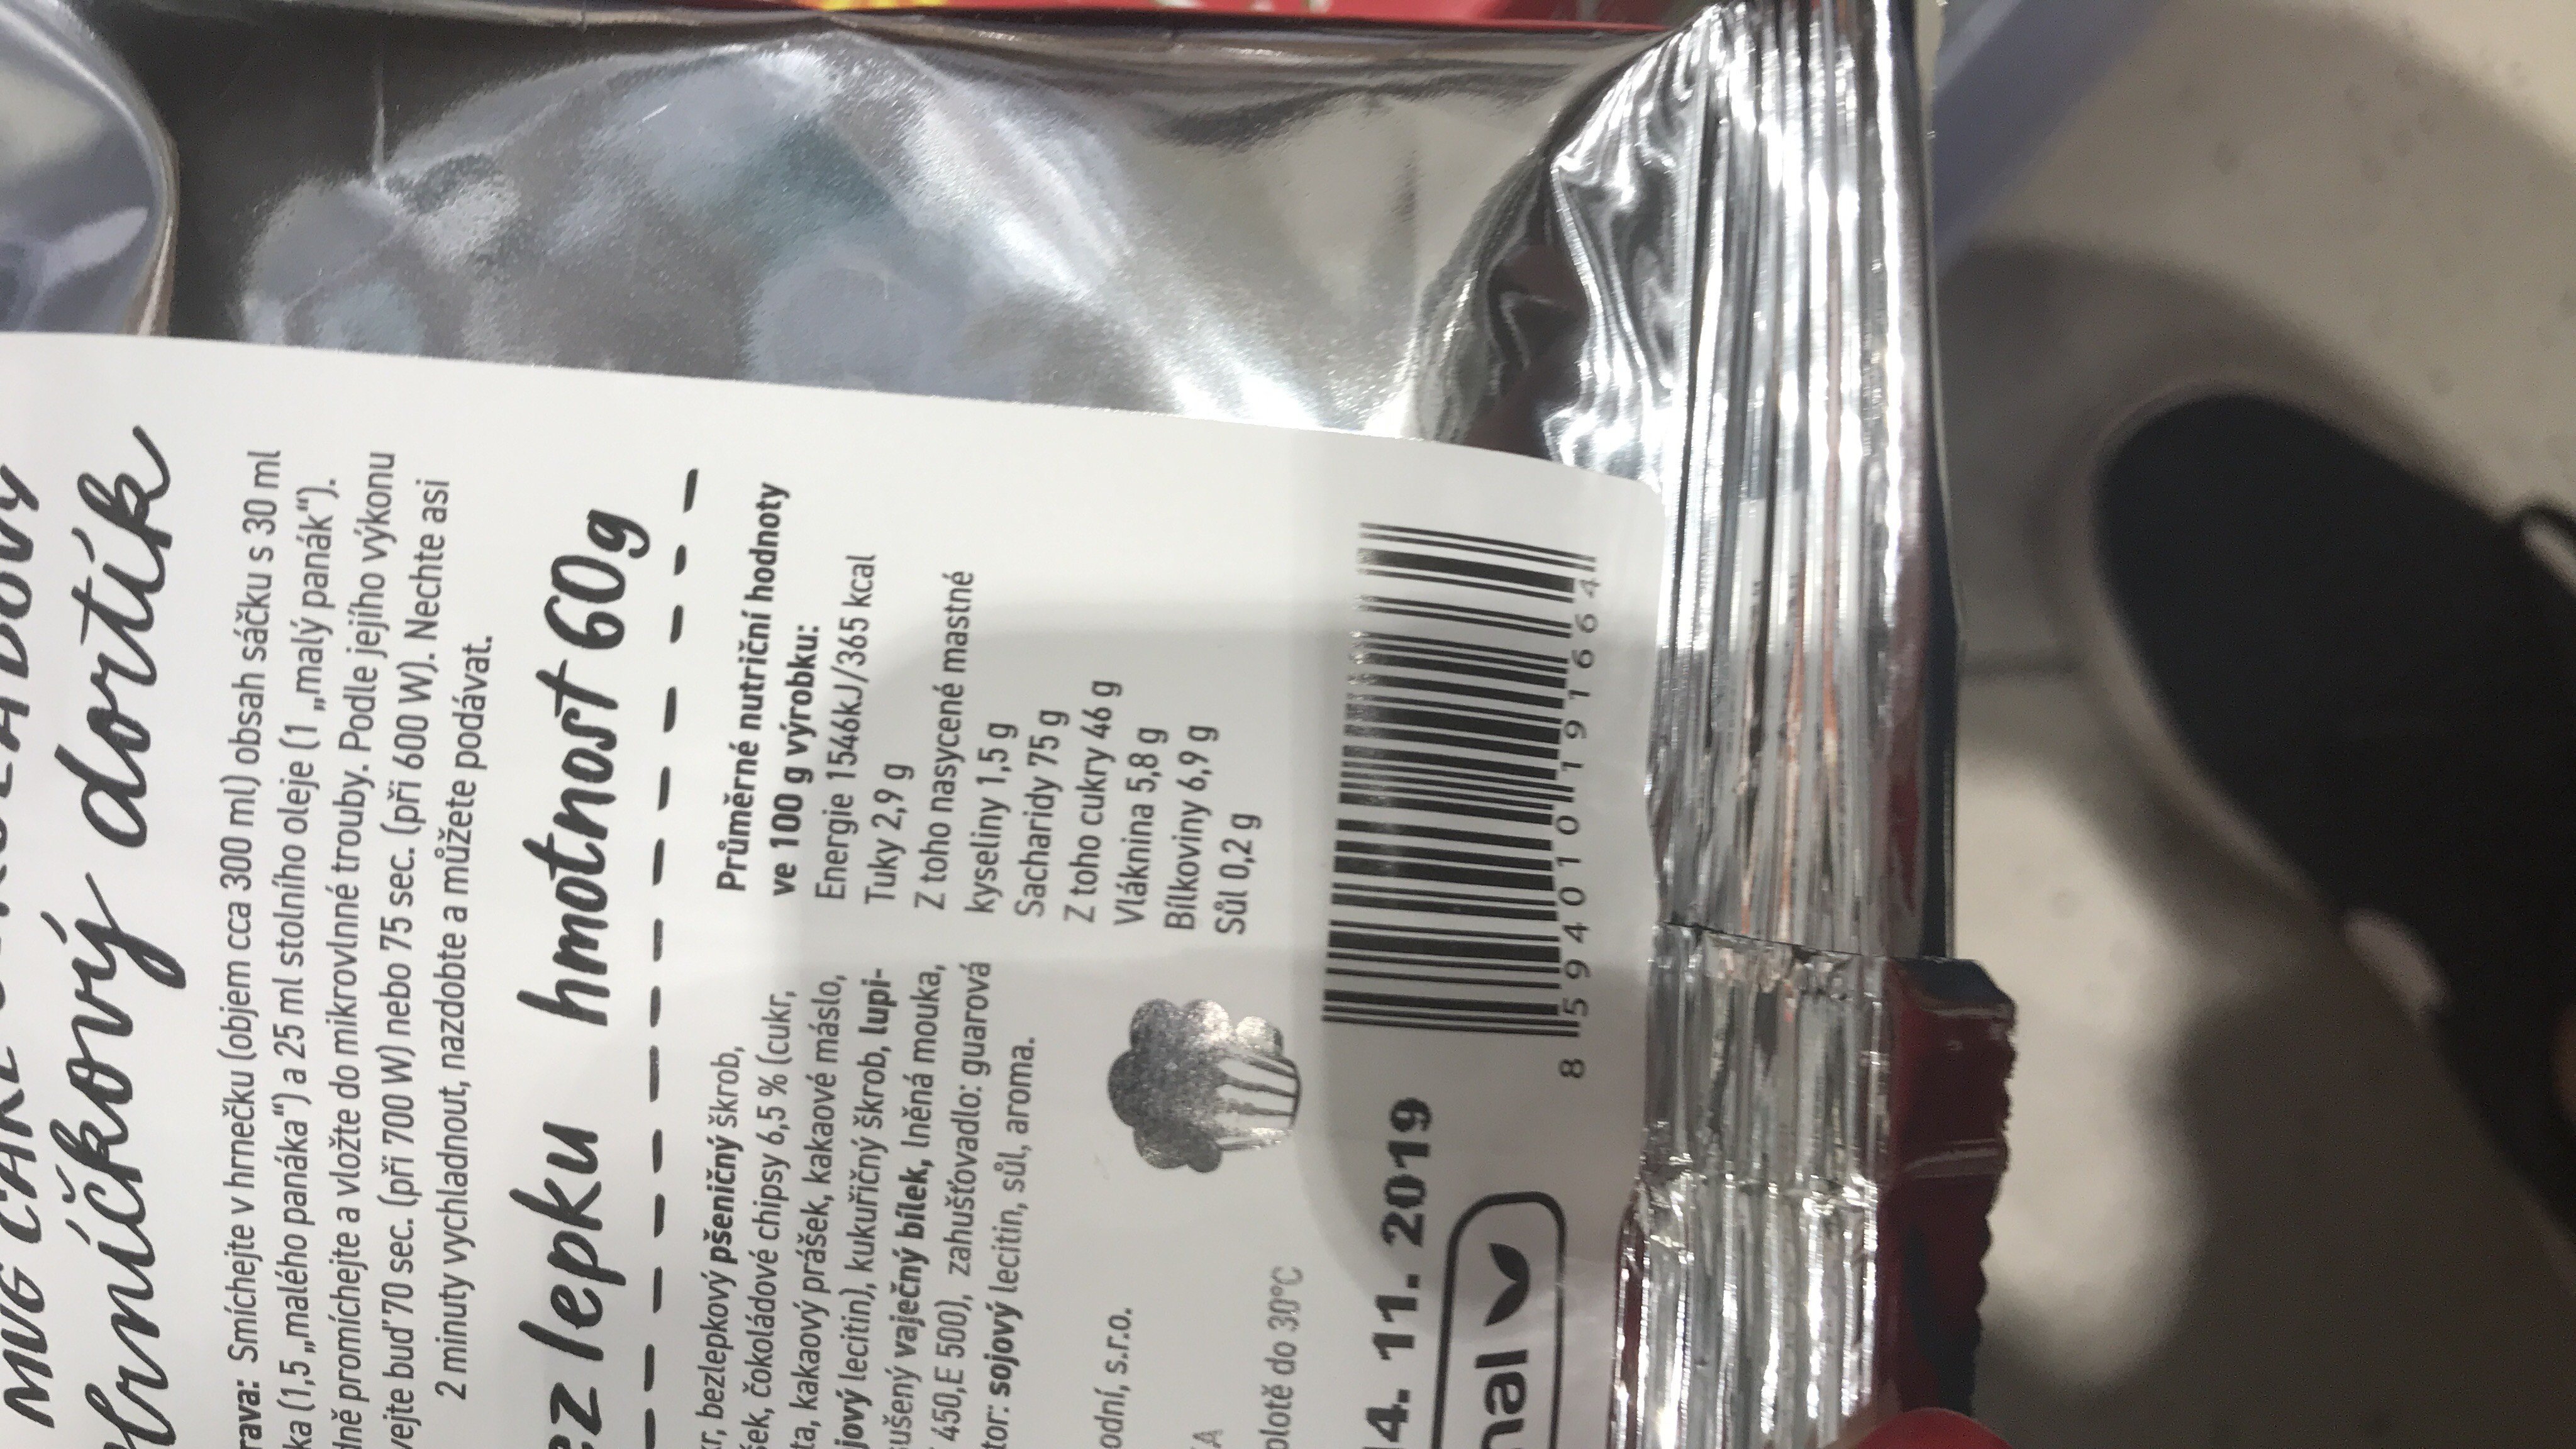 MUG CAKE
hrníčkový dortík
Smíchejte v hrnečku (objem cca 300 ml) obsah sáčku s 30 ml
(1,5 „malého panáka“) a 25 ml stolního oleje (1 „malý panák“).
promíchejte a vložte do mikrovlnné trouby. Podle jejího výkonu
buď 70 sec. (při 700 W) nebo 75 sec. (při 600 W). Nechte asi
2 minuty vychladnout, nazdobte a můžete podávat.
lepku hmotnost 60g
bezlepkový pšeničný škrob,
čokoládové chipsy 6,5 % (cukr,
kakaový prášek, kakaové máslo,
lecitin), kukuřičný škrob, lupi-
vaječný bílek, lněná mouka,
450,E 500), zahušťovadlo: guarová
sojový lecitin, sůl, aroma.
Průměrné nutriční hodnoty
ve 100 g výrobku:
Energie 1546kJ/365 kcal
Tuky 2,9 g
Z toho nasycené mastné
kyseliny 1,5 g
Sacharidy 75 g
Z toho cukry 46 g
Vláknina 5,8 g
Bílkoviny 6,9 g
Sůl 0,2 g
s.r.o.
do 30°C
4. 11. 2019
8 594010 191664